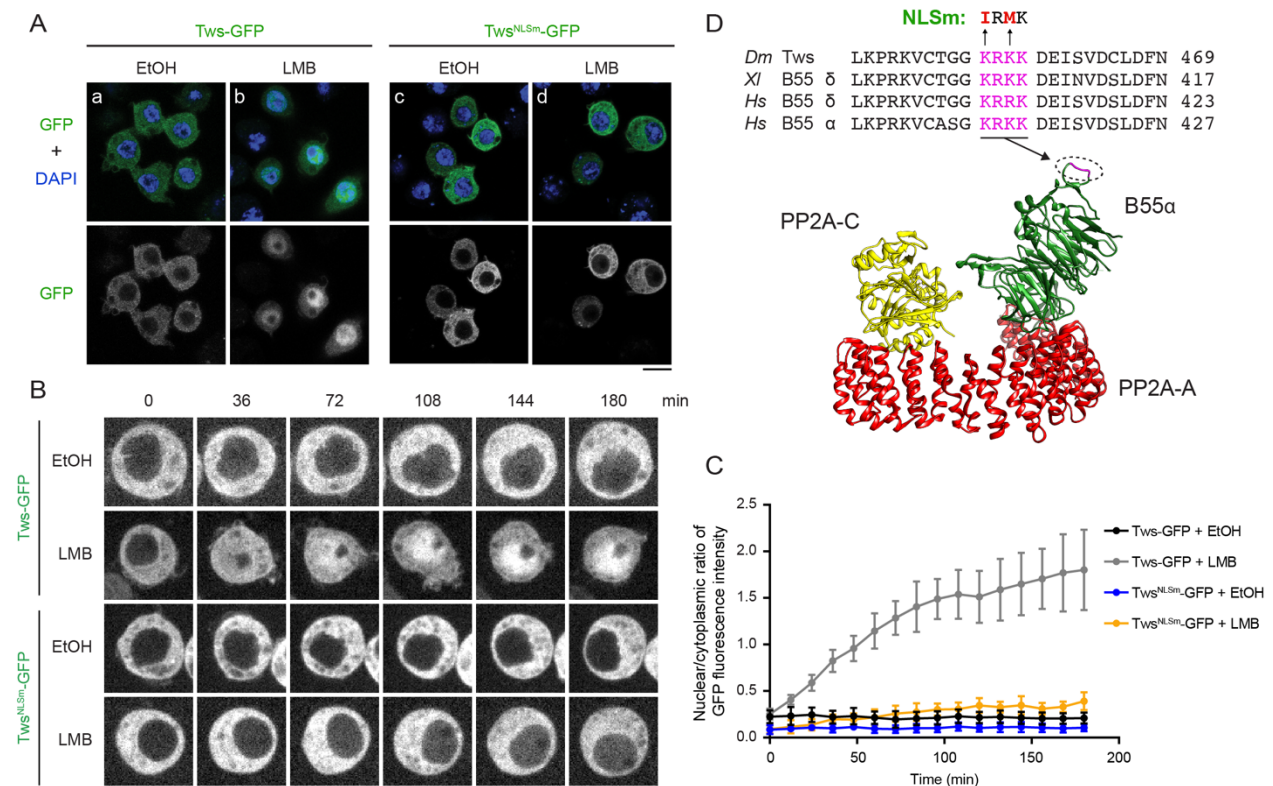 A
Tws-GFP
Tws^NLSm-GFP
EtOH
LMB
EtOH
LMB
a
b
c
d
GFP
+
DAPI
GFP
B
0 36 72 108 144 180 min
Tws-GFP
EtOH
LMB
Tws^NLSm-GFP
EtOH
LMB
D
NLSm: IRMK
Dm Tws LKPRKVCTGG KRKK DEISVDCLDFN 469
Xl B55 δ LKPRKVCTGG KRKK DEISVDSLDFN 417
Hs B55 δ LKPRKVCTGG KRRK DEISVDSLDFN 423
Hs B55 α LKPRKVCASG KRKK DEISVDSLDFN 427
PP2A-C
B55α
PP2A-A
C
Nuclear/cytoplasmic ratio of
GFP fluorescence intensity
2.5
2.0
1.5
1.0
0.5
0.0
0 50 100 150 200
Time (min)
Tws-GFP + EtOH
Tws-GFP + LMB
Tws^NLSm-GFP + EtOH
Tws^NLSm-GFP + LMB